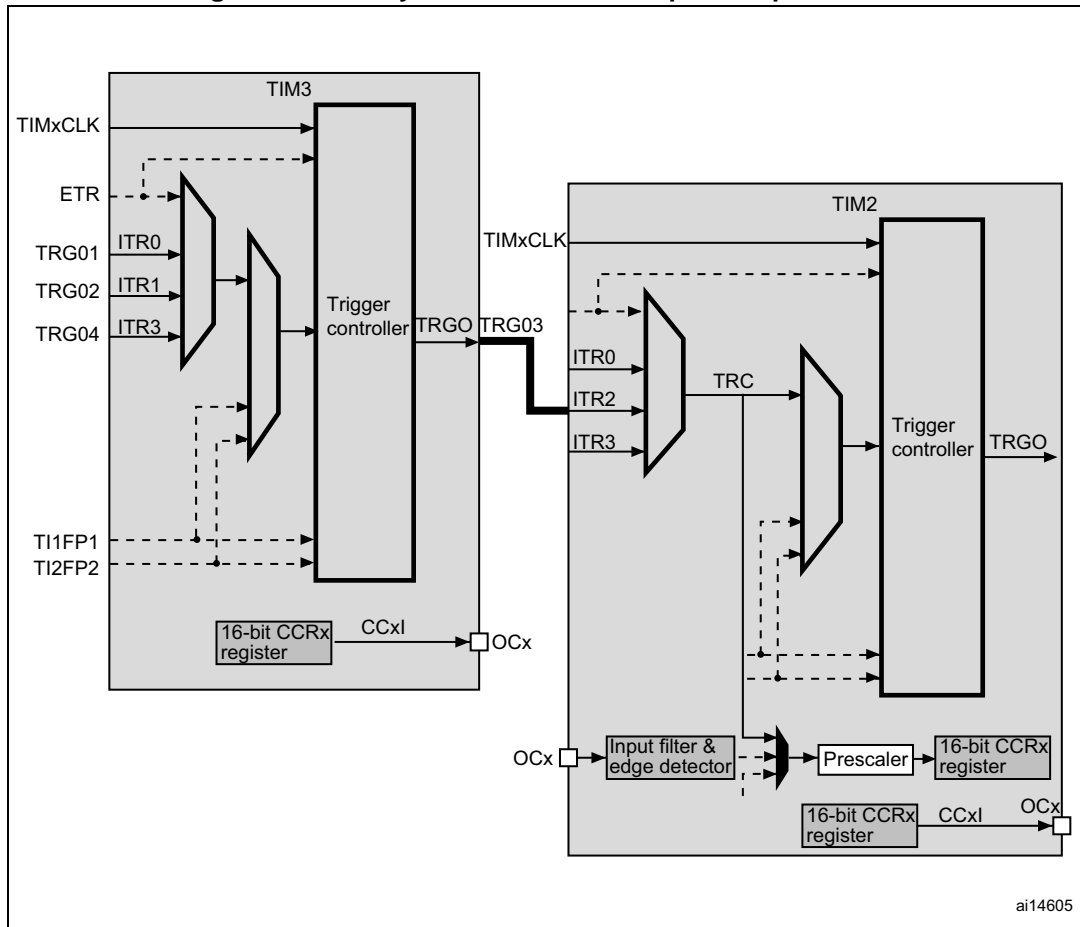 TIM3
TIMxCLK
ETR
TRG01
ITR0
TRG02
ITR1
TRG04
ITR3
Trigger
controller
TRGO
TRG03
TI1FP1
TI2FP2
16-bit CCRx
register
CCxI
OCx
TIM2
TIMxCLK
ITR0
ITR2
ITR3
TRC
Trigger
controller
TRGO
OCx
Input filter &
edge detector
Prescaler
16-bit CCRx
register
16-bit CCRx
register
CCxI
OCx
ai14605